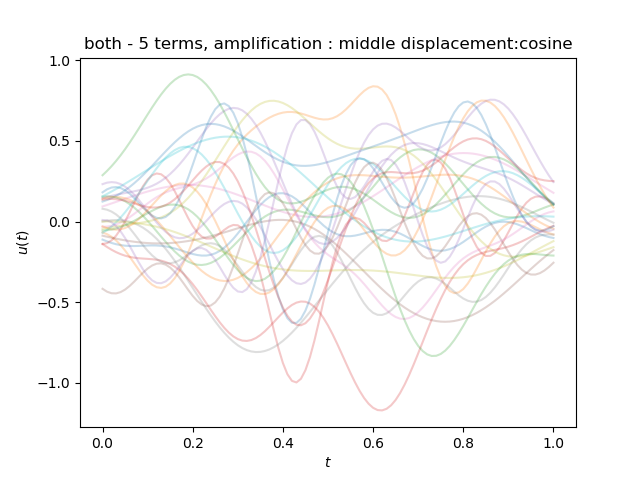 both - 5 terms, amplification : middle displacement:cosine
1.0
0.5
0.0
−0.5
−1.0
u(t)
0.0 0.2 0.4 0.6 0.8 1.0
t